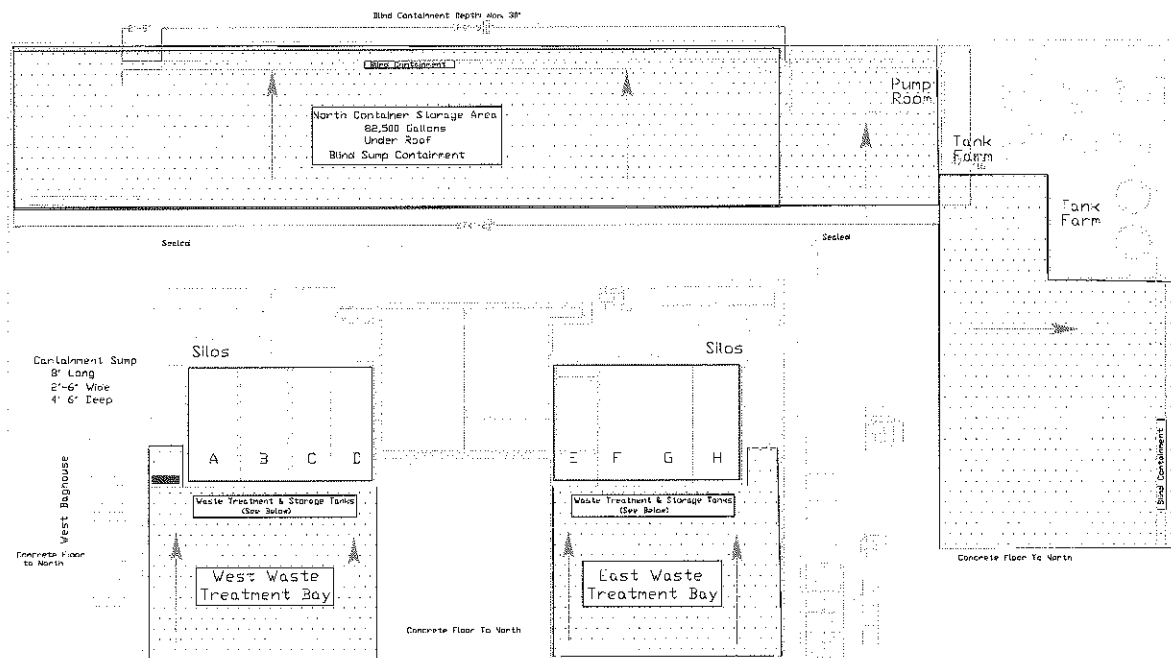 Blind Containment Depth Nom. 38"
2'-6"
Blind Containment
North Container Storage Area
82,500 Gallons
Under Roof
Blind Sump Containment
Pump
Room
Tank
Farm
Tank
Farm
Sealed
Sealed
Silos
Silos
Containment Sump
8' Long
2'-6" Wide
4' 6" Deep
A B C D
E F G H
Waste Treatment & Storage Tanks
(See Below)
Waste Treatment & Storage Tanks
(See Below)
West Baghouse
Blind Containment
Concrete Floor
to North
Concrete Floor To North
West Waste
Treatment Bay
East Waste
Treatment Bay
Concrete Floor To North